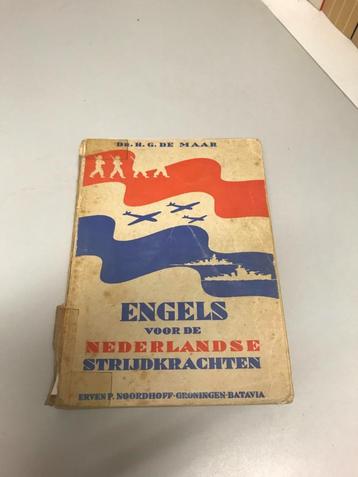 DR. H. G. DE MAAR
ENGELS
VOOR DE
NEDERLANDSE
STRIJDKRACHTEN
ERVEN P. NOORDHOFF-GRONINGEN-BATAVIA